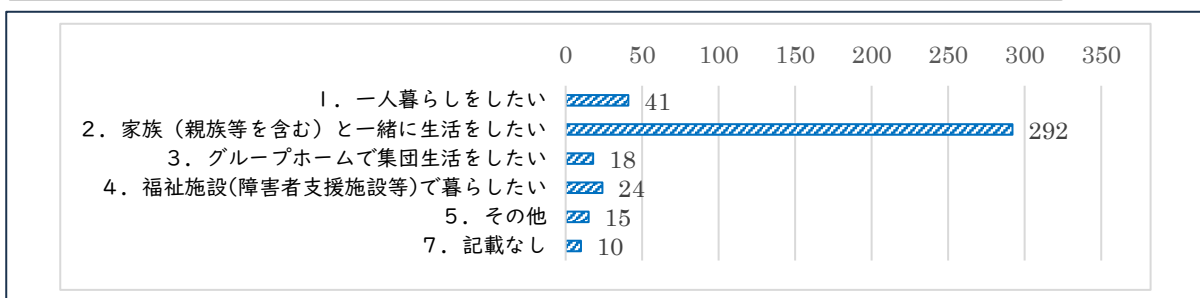 0 50 100 150 200 250 300 350
1. 一人暮らしをしたい 41
2. 家族（親族等を含む）と一緒に生活をしたい 292
3. グループホームで集団生活をしたい 18
4. 福祉施設(障害者支援施設等)で暮らしたい 24
5. その他 15
7. 記載なし 10